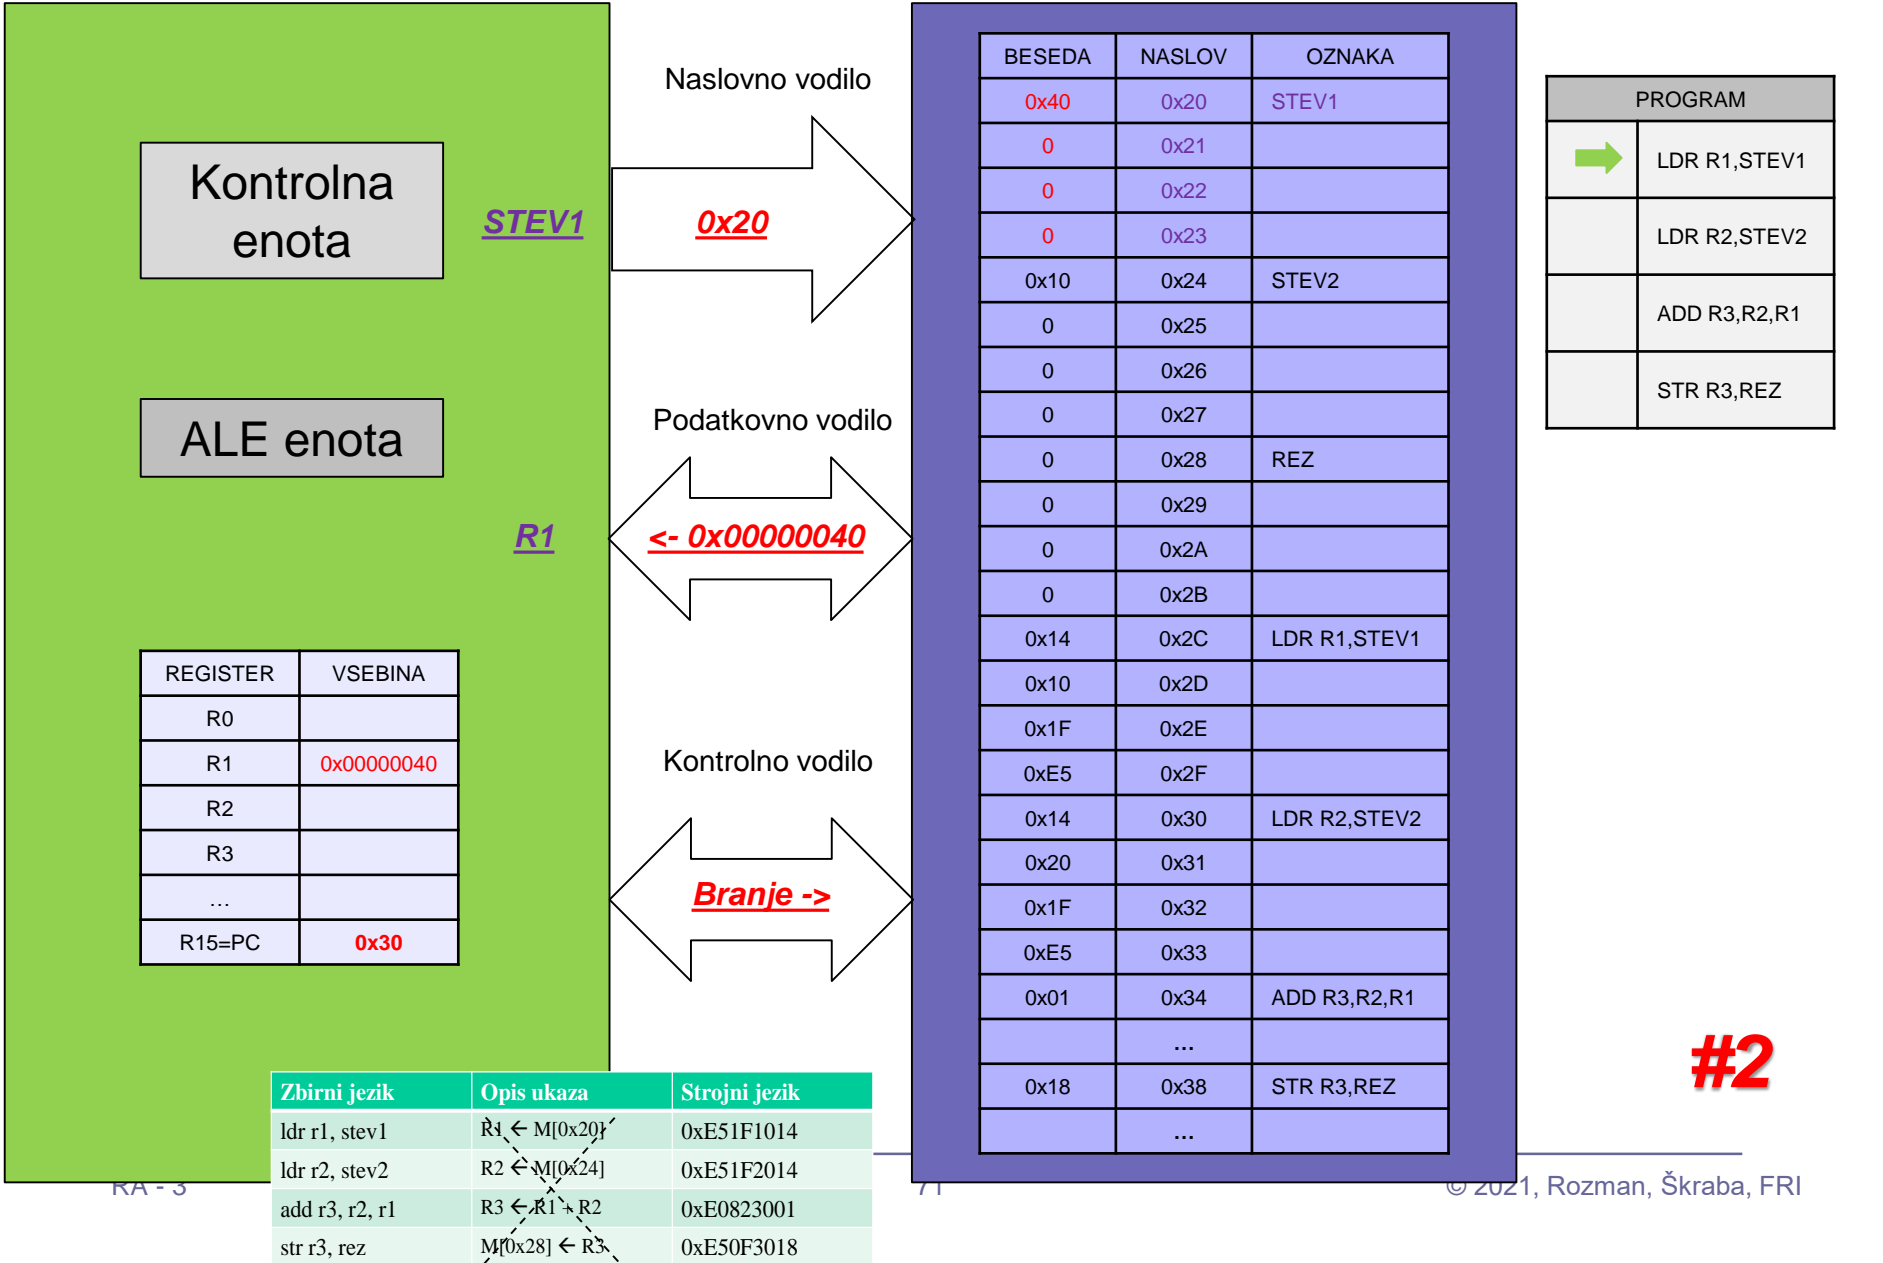 Kontrolna
enota
ALE enota
STEV1
R1
REGISTER VSEBINA
R0
R1 0x00000040
R2
R3
…
R15=PC 0x30
Naslovno vodilo
0x20
Podatkovno vodilo
<- 0x00000040
Kontrolno vodilo
Branje ->
BESEDA NASLOV OZNAKA
0x40 0x20 STEV1
0 0x21
0 0x22
0 0x23
0x10 0x24 STEV2
0 0x25
0 0x26
0 0x27
0 0x28 REZ
0 0x29
0 0x2A
0 0x2B
0x14 0x2C LDR R1,STEV1
0x10 0x2D
0x1F 0x2E
0xE5 0x2F
0x14 0x30 LDR R2,STEV2
0x20 0x31
0x1F 0x32
0xE5 0x33
0x01 0x34 ADD R3,R2,R1
…
0x18 0x38 STR R3,REZ
…
PROGRAM
LDR R1,STEV1
LDR R2,STEV2
ADD R3,R2,R1
STR R3,REZ
#2
Zbirni jezik Opis ukaza Strojni jezik
ldr r1, stev1 R1 ← M[0x20] 0xE51F1014
ldr r2, stev2 R2 ← M[0x24] 0xE51F2014
add r3, r2, r1 R3 ← R1 + R2 0xE0823001
str r3, rez M[0x28] ← R3 0xE50F3018
RA - 3
71
© 2021, Rozman, Škraba, FRI